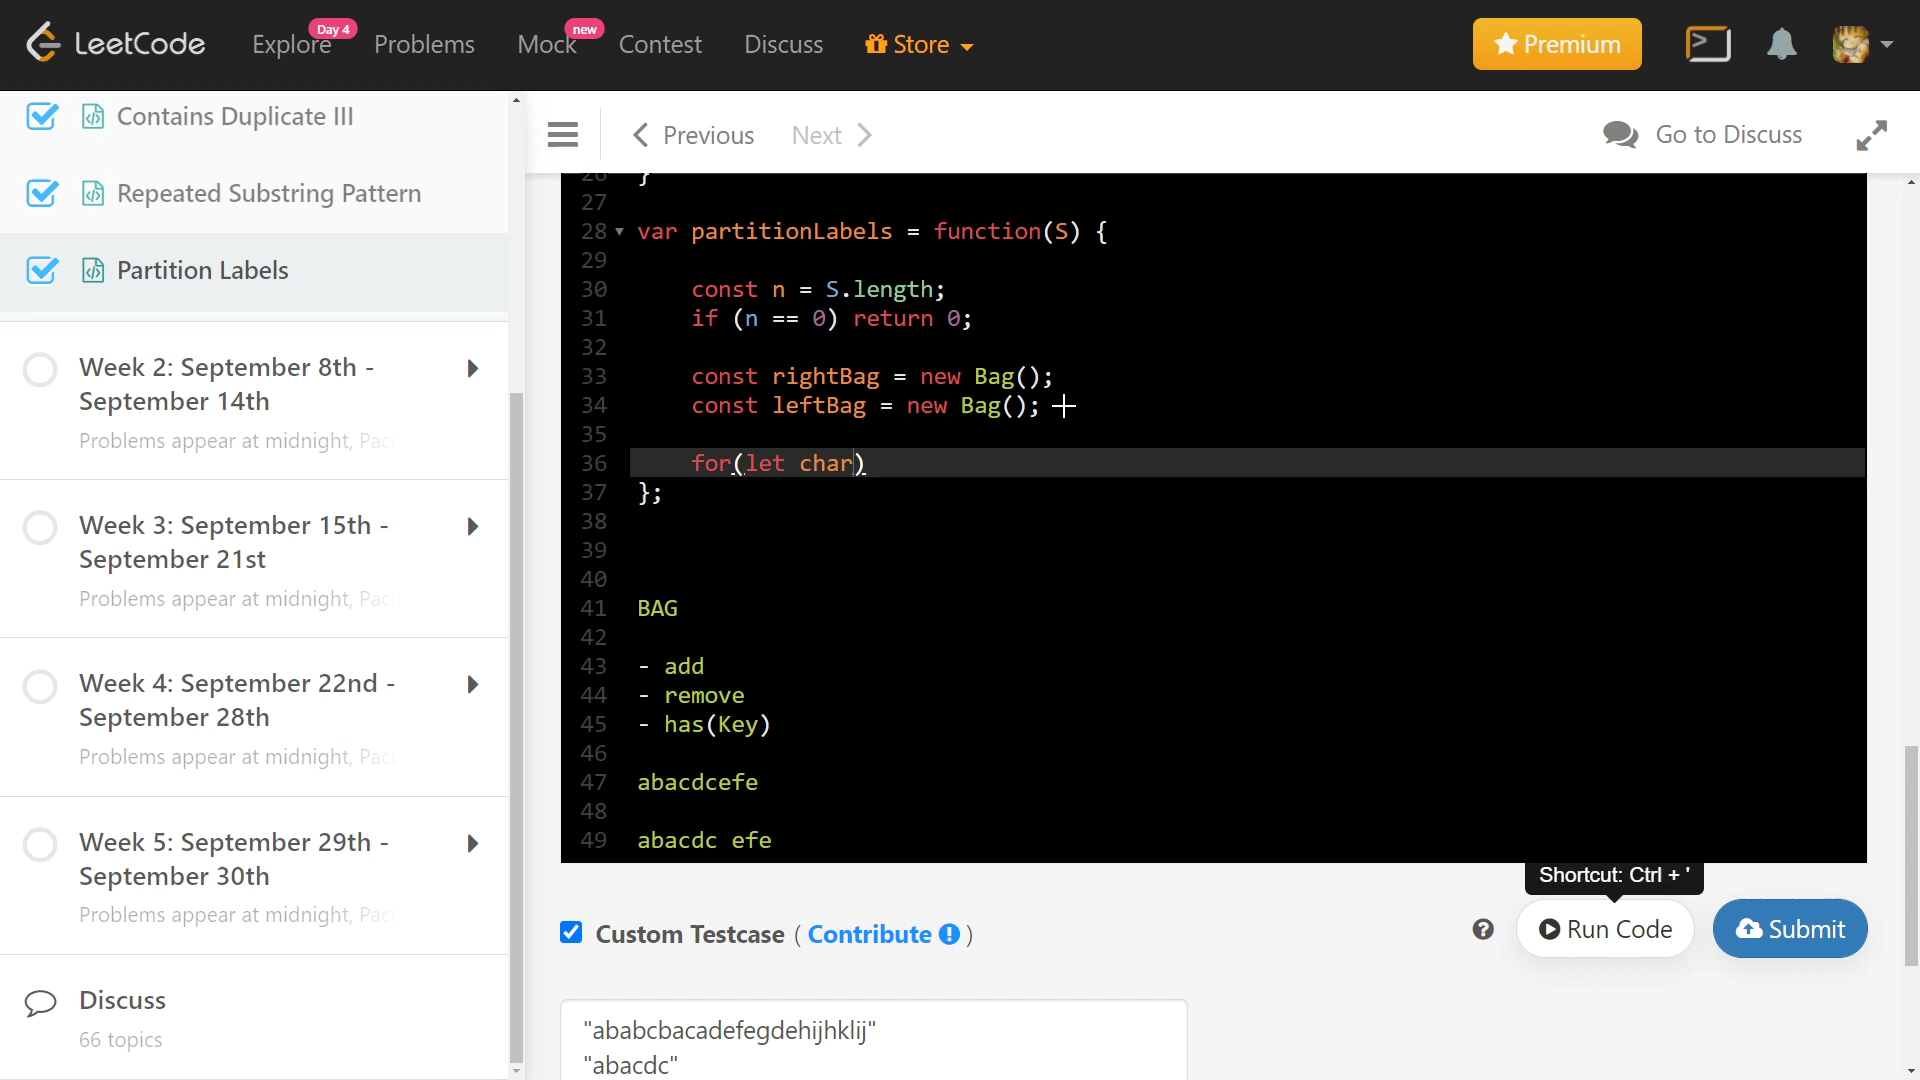 LeetCode
Explore
Day 4
Problems
Mock
new
Contest
Discuss
Store
Premium
Contains Duplicate III
Repeated Substring Pattern
Partition Labels
Week 2: September 8th -
September 14th
Problems appear at midnight, Paci
Week 3: September 15th -
September 21st
Problems appear at midnight, Paci
Week 4: September 22nd -
September 28th
Problems appear at midnight, Paci
Week 5: September 29th -
September 30th
Problems appear at midnight, Paci
Discuss
66 topics
Previous
Next
Go to Discuss
26 }
27
28 var partitionLabels = function(S) {
29
30 const n = S.length;
31 if (n == 0) return 0;
32
33 const rightBag = new Bag();
34 const leftBag = new Bag();
35
36 for(let char)
37 };
38
39
40
41 BAG
42
43 - add
44 - remove
45 - has(Key)
46
47 abacdcefe
48
49 abacdc efe
Shortcut: Ctrl + '
Custom Testcase ( Contribute )
Run Code
Submit
"ababcbacadefegdehijhklij"
"abacdc"